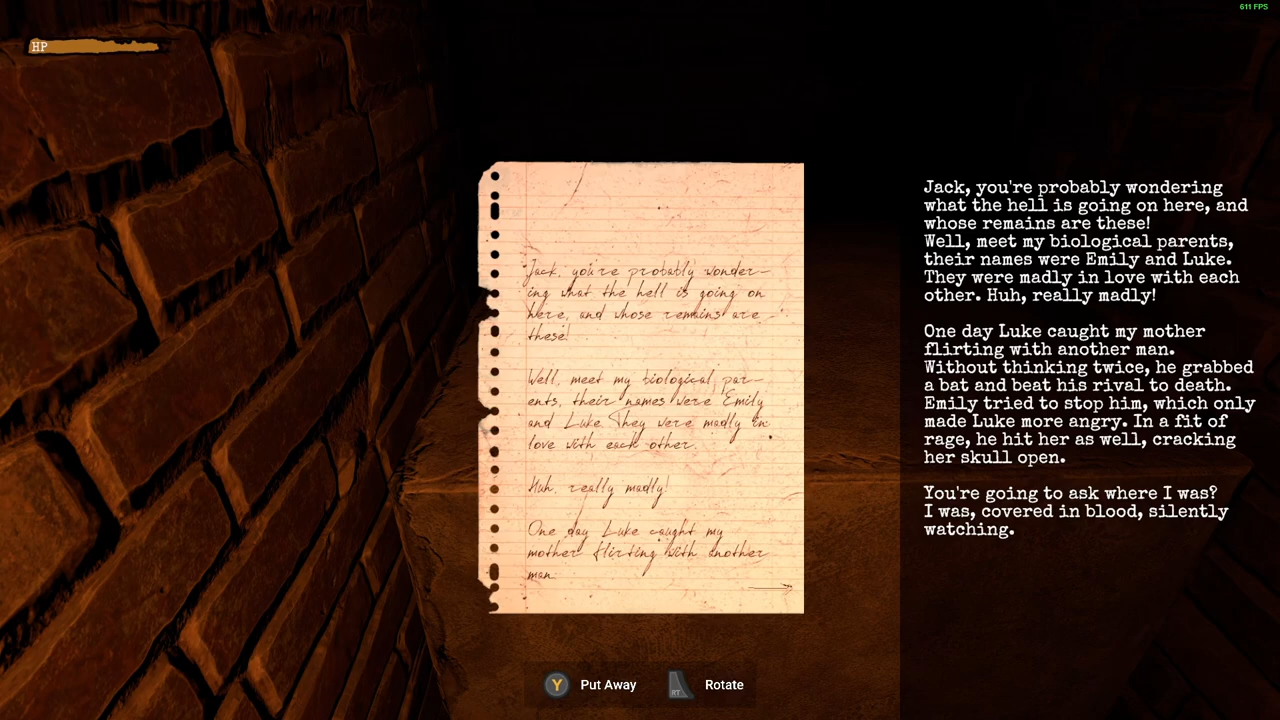 611 FPS
HP
Jack, you're probably wonder-
ing what the hell is going on
here, and whose remains are
these!
Well, meet my biological par-
ents, their names were Emily
and Luke. They were madly in
love with each other.
Huh, really madly!
One day Luke caught my
mother flirting with another
man.
Jack, you're probably wondering
what the hell is going on here, and
whose remains are these!
Well, meet my biological parents,
their names were Emily and Luke.
They were madly in love with each
other. Huh, really madly!
One day Luke caught my mother
flirting with another man.
Without thinking twice, he grabbed
a bat and beat his rival to death.
Emily tried to stop him, which only
made Luke more angry. In a fit of
rage, he hit her as well, cracking
her skull open.
You're going to ask where I was?
I was, covered in blood, silently
watching.
Y Put Away RT Rotate